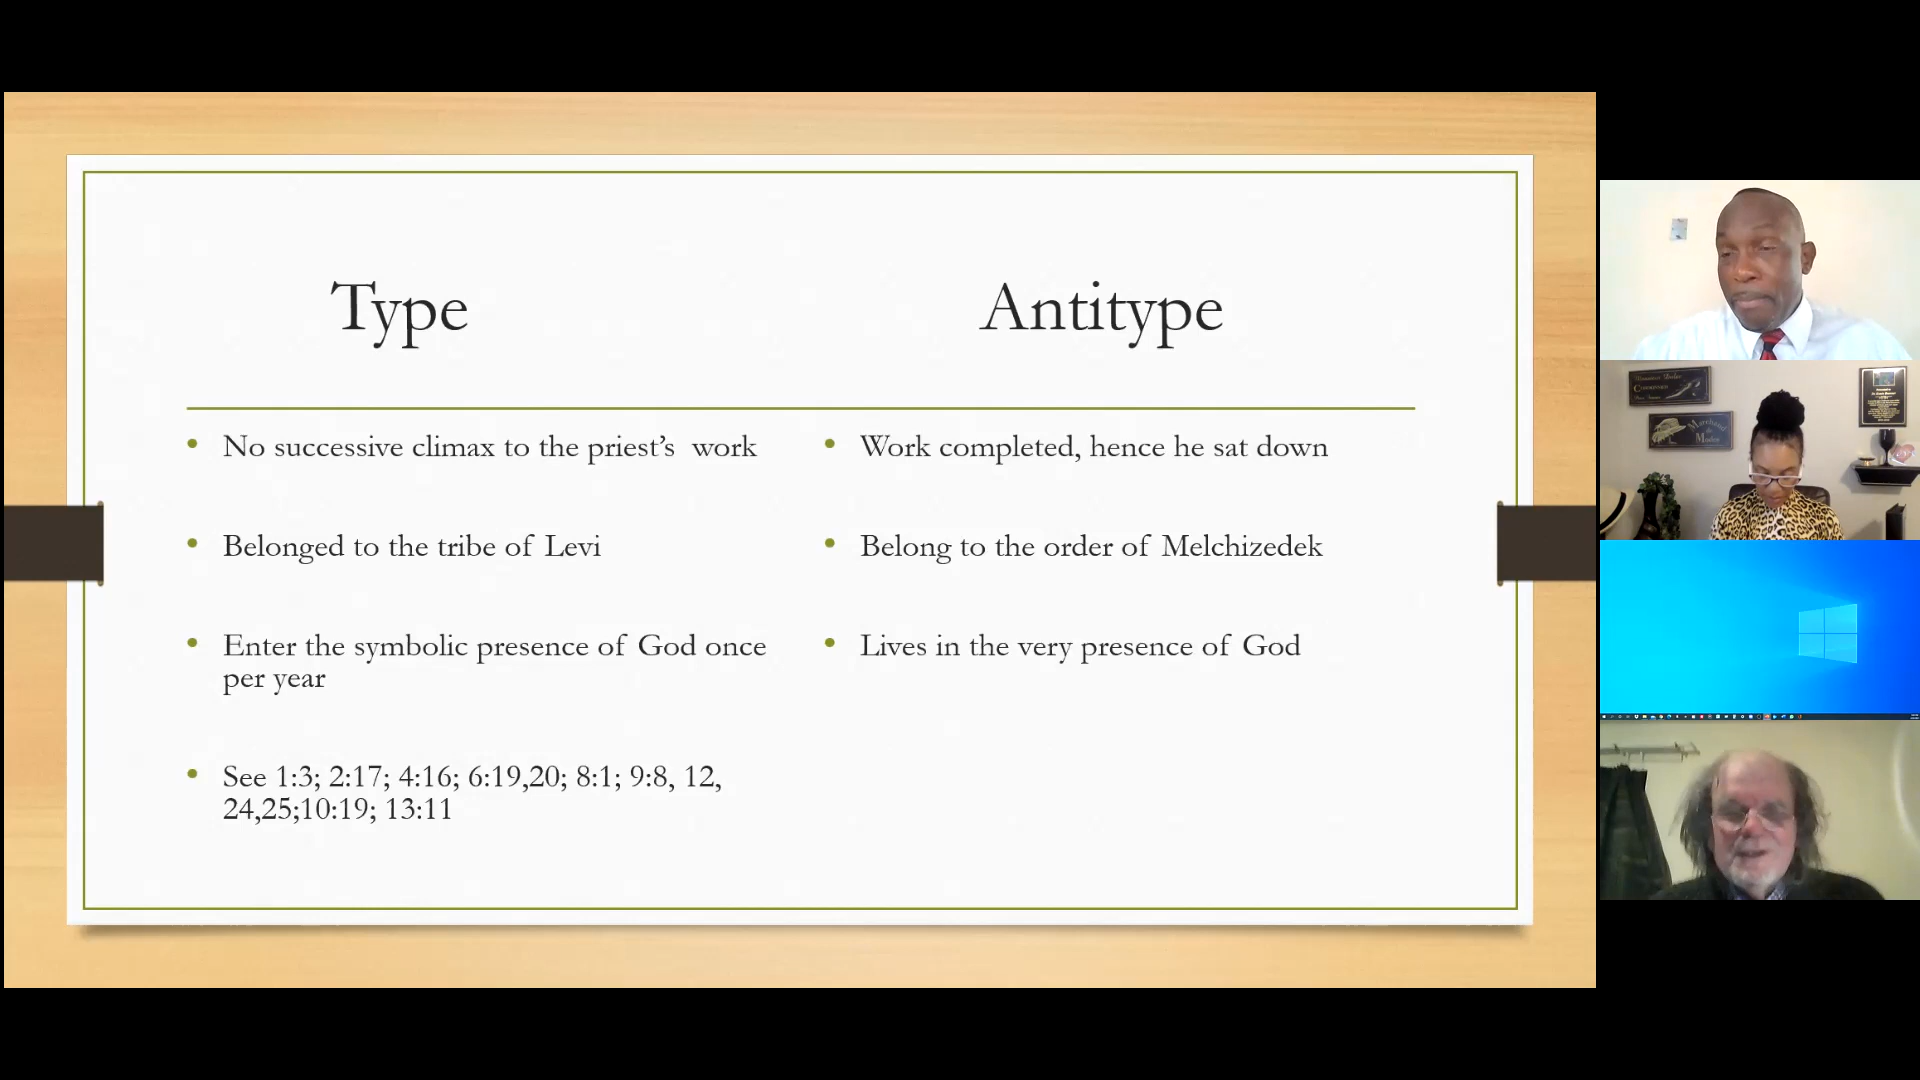 Type
Antitype
No successive climax to the priest’s  work
Belonged to the tribe of Levi
Enter the symbolic presence of God once
per year
See 1:3; 2:17; 4:16; 6:19,20; 8:1; 9:8, 12,
24,25;10:19; 13:11
Work completed, hence he sat down
Belong to the order of Melchizedek
Lives in the very presence of God